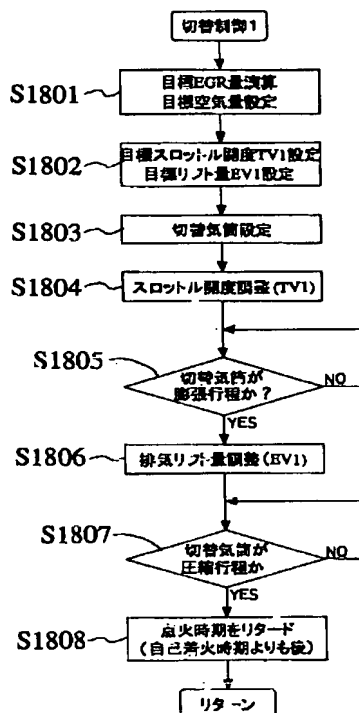 切替制御1
S1801
目標EGR量演算
目標空気量設定
S1802
目標スロットル開度TV1設定
目標リフト量EV1設定
S1803
切替気筒設定
S1804
スロットル開度調整(TV1)
S1805
切替気筒が
膨張行程か?
NO
YES
S1806
排気リフト量調整(EV1)
S1807
切替気筒が
圧縮行程か
NO
YES
S1808
点火時期をリタード
(自己着火時期よりも後)
リターン